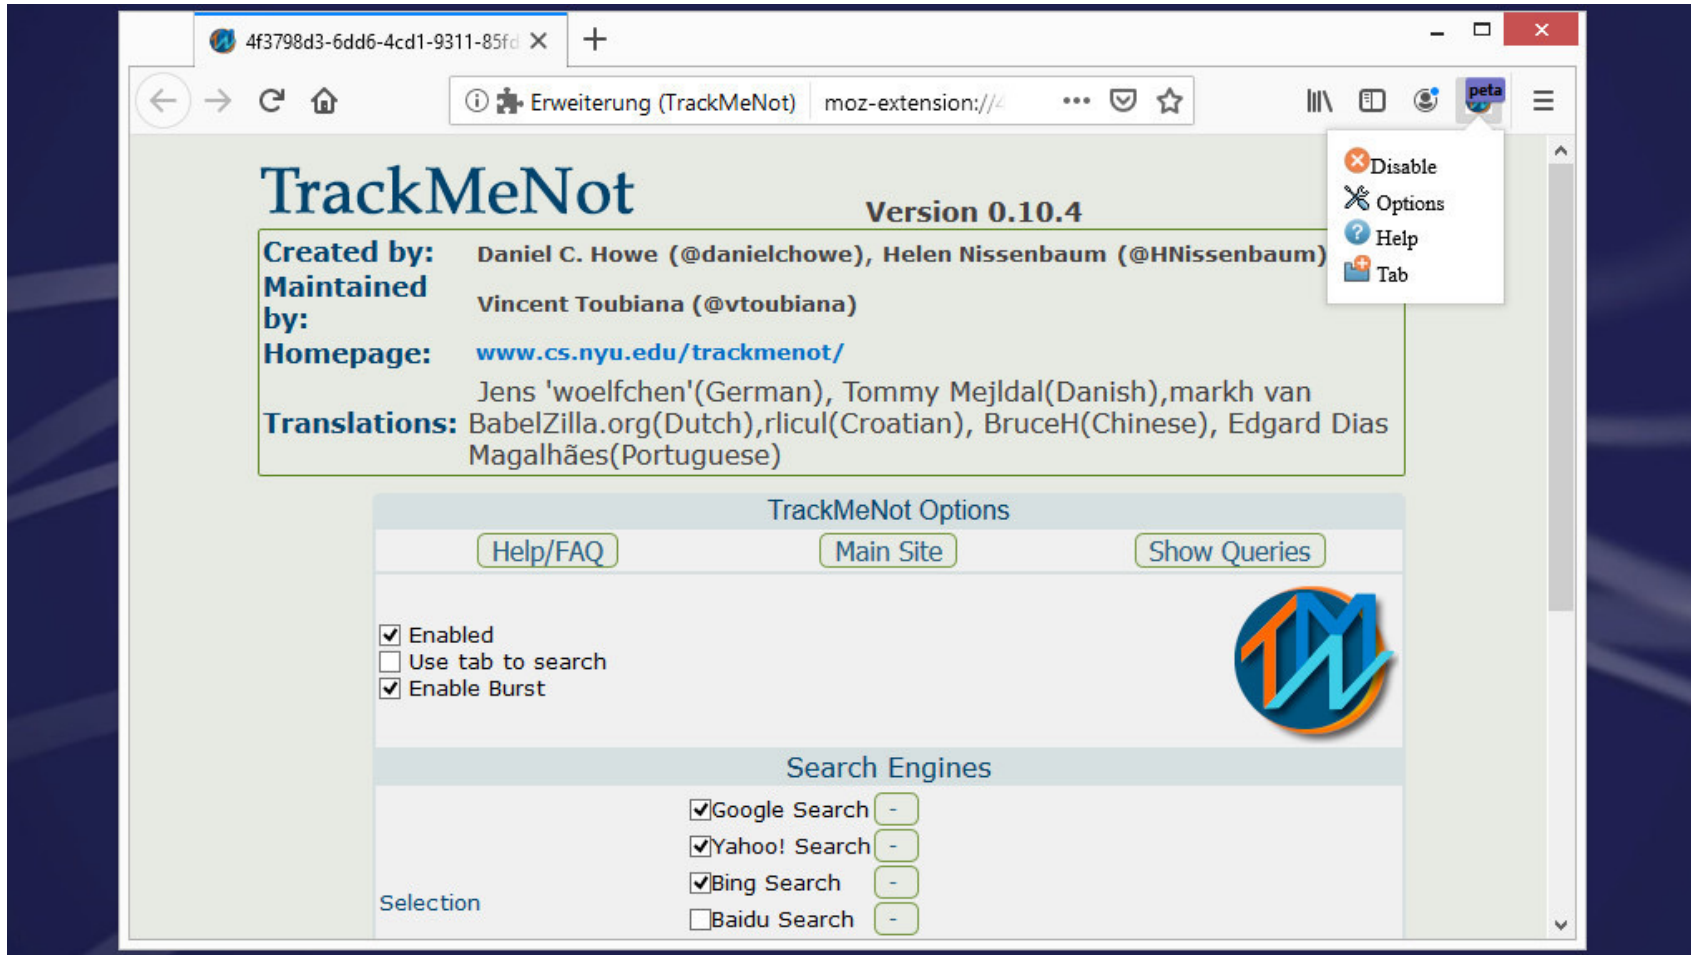 4f3798d3-6dd6-4cd1-9311-85fd
Erweiterung (TrackMeNot) moz-extension://4
peta
Disable
Options
Help
Tab
TrackMeNot
Version 0.10.4
Created by: Daniel C. Howe (@danielchowe), Helen Nissenbaum (@HNissenbaum)
Maintained by: Vincent Toubiana (@vtoubiana)
Homepage: www.cs.nyu.edu/trackmenot/
Translations: Jens 'woelfchen'(German), Tommy Mejldal(Danish),markh van
BabelZilla.org(Dutch),rlicul(Croatian), BruceH(Chinese), Edgard Dias
Magalhães(Portuguese)
TrackMeNot Options
Help/FAQ Main Site Show Queries
Enabled
Use tab to search
Enable Burst
TMN
Search Engines
Selection
Google Search -
Yahoo! Search -
Bing Search -
Baidu Search -